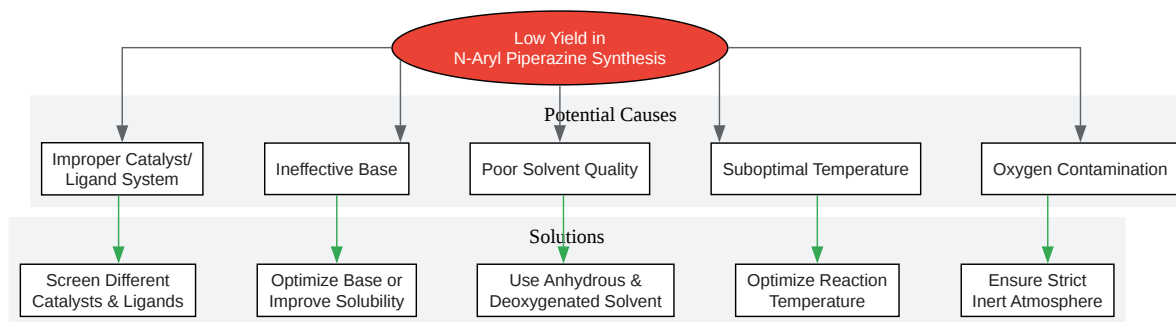 Low Yield in
N-Aryl Piperazine Synthesis
Potential Causes
Improper Catalyst/
Ligand System
Ineffective Base
Poor Solvent Quality
Suboptimal Temperature
Oxygen Contamination
Solutions
Screen Different
Catalysts & Ligands
Optimize Base or
Improve Solubility
Use Anhydrous &
Deoxygenated Solvent
Optimize Reaction
Temperature
Ensure Strict
Inert Atmosphere